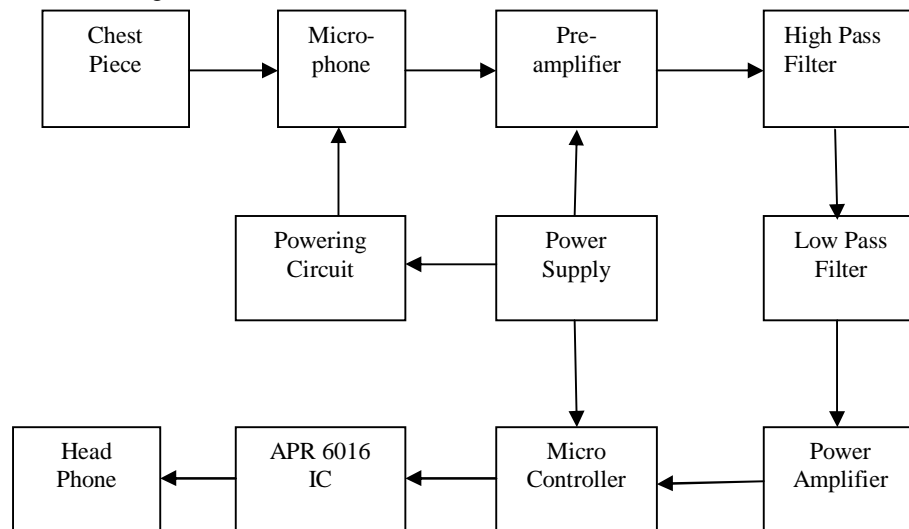 Chest
Piece
Micro-
phone
Pre-
amplifier
High Pass
Filter
Powering
Circuit
Power
Supply
Low Pass
Filter
Head
Phone
APR 6016
IC
Micro
Controller
Power
Amplifier